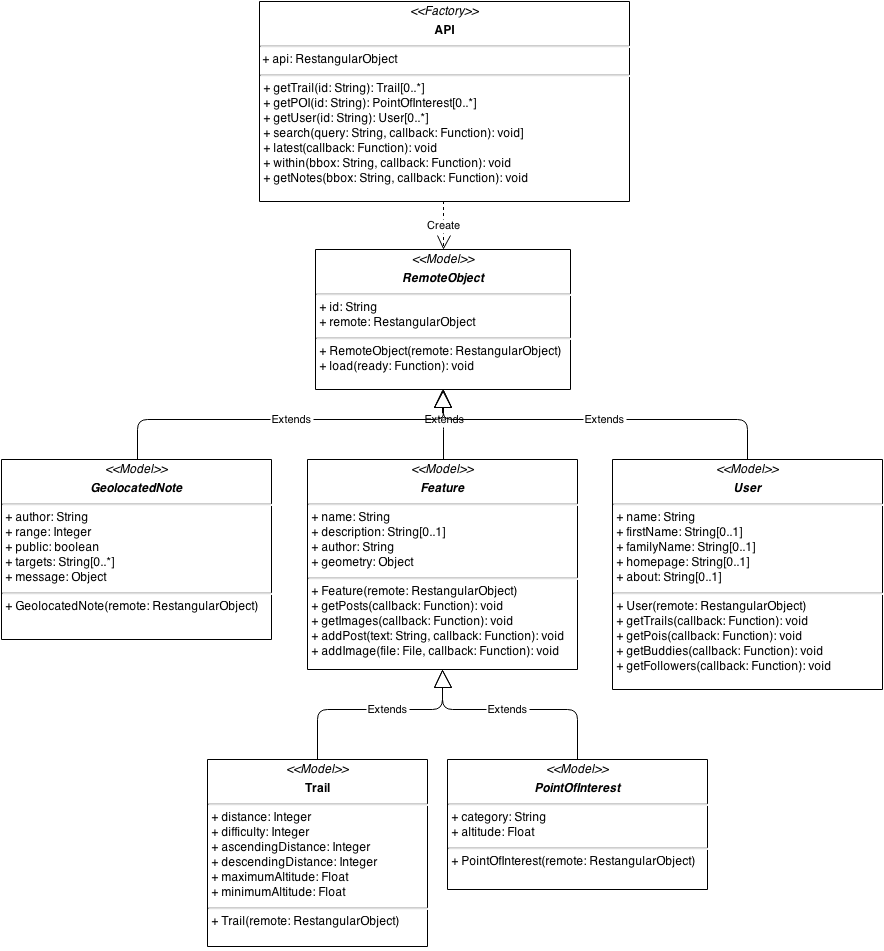 <<Factory>>
API
+ api: RestangularObject
+ getTrail(id: String): Trail[0..*]
+ getPOI(id: String): PointOfInterest[0..*]
+ getUser(id: String): User[0..*]
+ search(query: String, callback: Function): void]
+ latest(callback: Function): void
+ within(bbox: String, callback: Function): void
+ getNotes(bbox: String, callback: Function): void
Create
<<Model>>
RemoteObject
+ id: String
+ remote: RestangularObject
+ RemoteObject(remote: RestangularObject)
+ load(ready: Function): void
Extends
Extends
Extends
<<Model>>
GeolocatedNote
+ author: String
+ range: Integer
+ public: boolean
+ targets: String[0..*]
+ message: Object
+ GeolocatedNote(remote: RestangularObject)
<<Model>>
Feature
+ name: String
+ description: String[0..1]
+ author: String
+ geometry: Object
+ Feature(remote: RestangularObject)
+ getPosts(callback: Function): void
+ getImages(callback: Function): void
+ addPost(text: String, callback: Function): void
+ addImage(file: File, callback: Function): void
<<Model>>
User
+ name: String
+ firstName: String[0..1]
+ familyName: String[0..1]
+ homepage: String[0..1]
+ about: String[0..1]
+ User(remote: RestangularObject)
+ getTrails(callback: Function): void
+ getPois(callback: Function): void
+ getBuddies(callback: Function): void
+ getFollowers(callback: Function): void
Extends
Extends
<<Model>>
Trail
+ distance: Integer
+ difficulty: Integer
+ ascendingDistance: Integer
+ descendingDistance: Integer
+ maximumAltitude: Float
+ minimumAltitude: Float
+ Trail(remote: RestangularObject)
<<Model>>
PointOfInterest
+ category: String
+ altitude: Float
+ PointOfInterest(remote: RestangularObject)